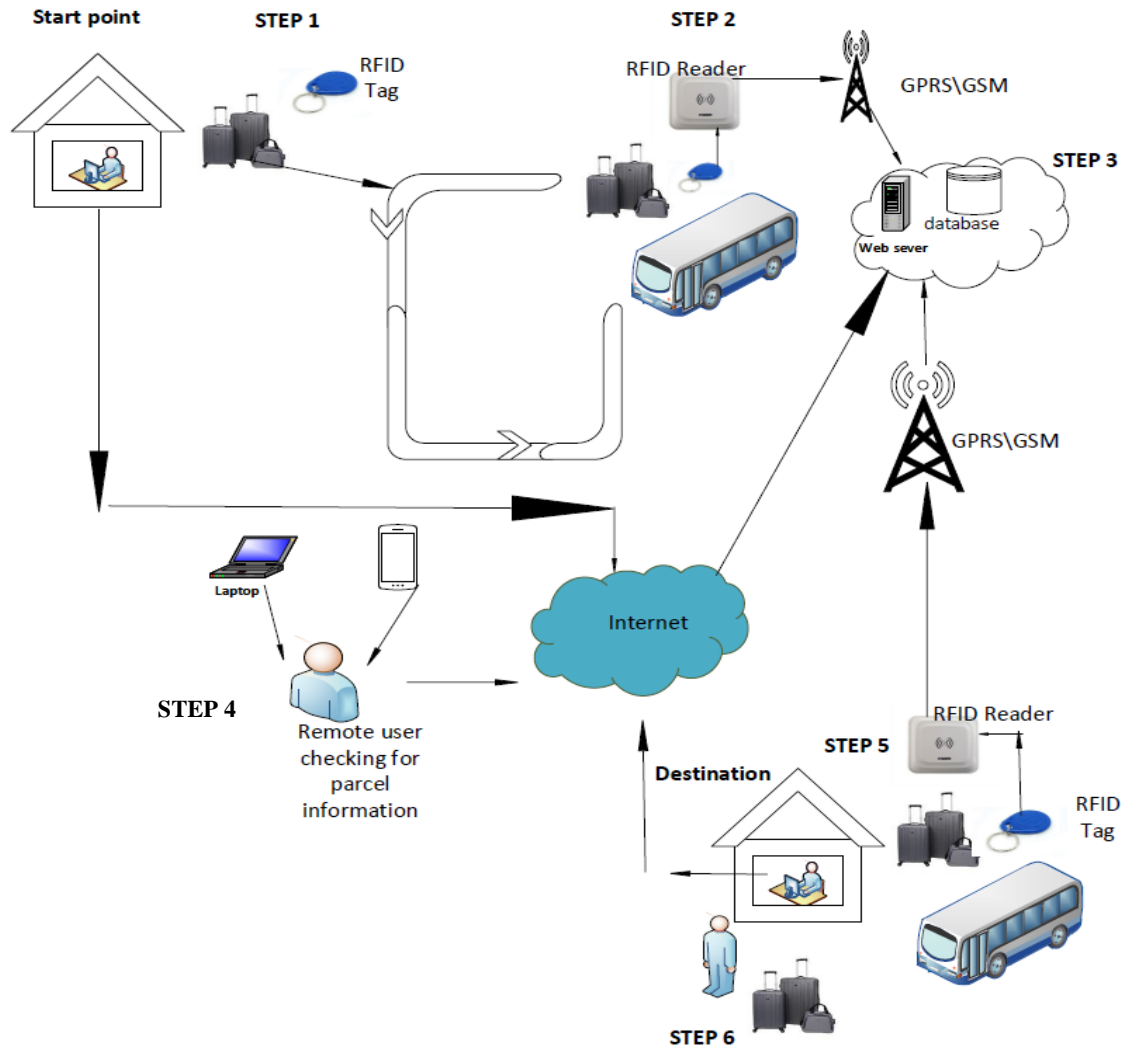 Start point
STEP 1
RFID
Tag
STEP 2
RFID Reader
GPRS\GSM
STEP 3
database
Web sever
GPRS\GSM
Laptop
Internet
STEP 4
Remote user
checking for
parcel
information
RFID Reader
STEP 5
Destination
RFID
Tag
STEP 6